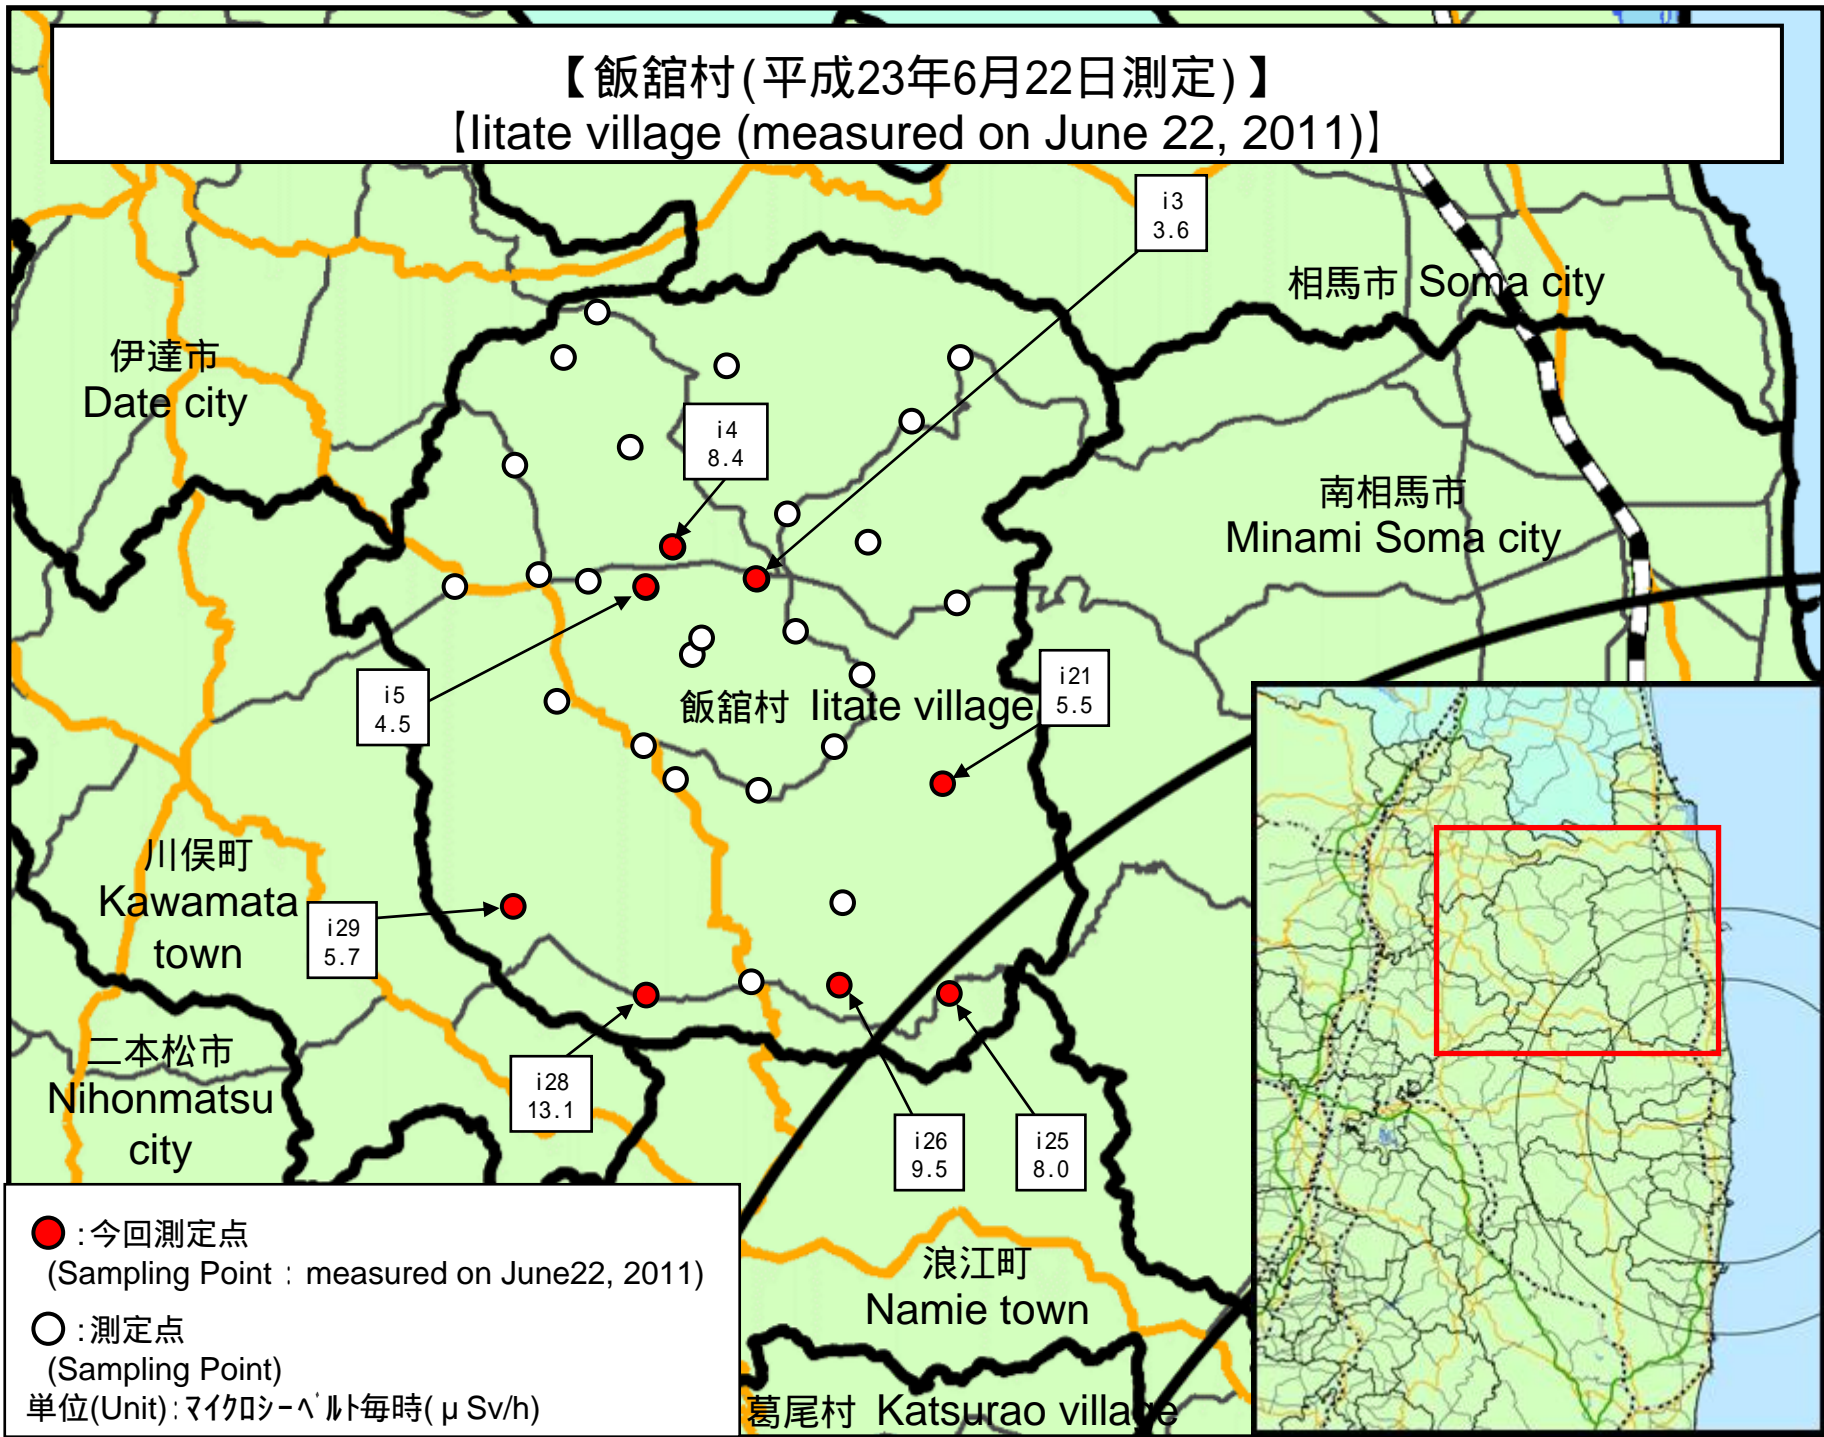 【飯舘村(平成23年6月22日測定)】
【Iitate village (measured on June 22, 2011)】
i3
3.6
相馬市 Soma city
伊達市
Date city
i4
8.4
南相馬市
Minami Soma city
i5
4.5
飯舘村 Iitate village
i21
5.5
川俣町
Kawamata
town
i29
5.7
二本松市
Nihonmatsu
city
i28
13.1
i26
9.5
i25
8.0
浪江町
Namie town
葛尾村 Katsurao village
:今回測定点
(Sampling Point : measured on June22, 2011)
:測定点
(Sampling Point)
単位(Unit):マイクロシーベルト毎時(μSv/h)